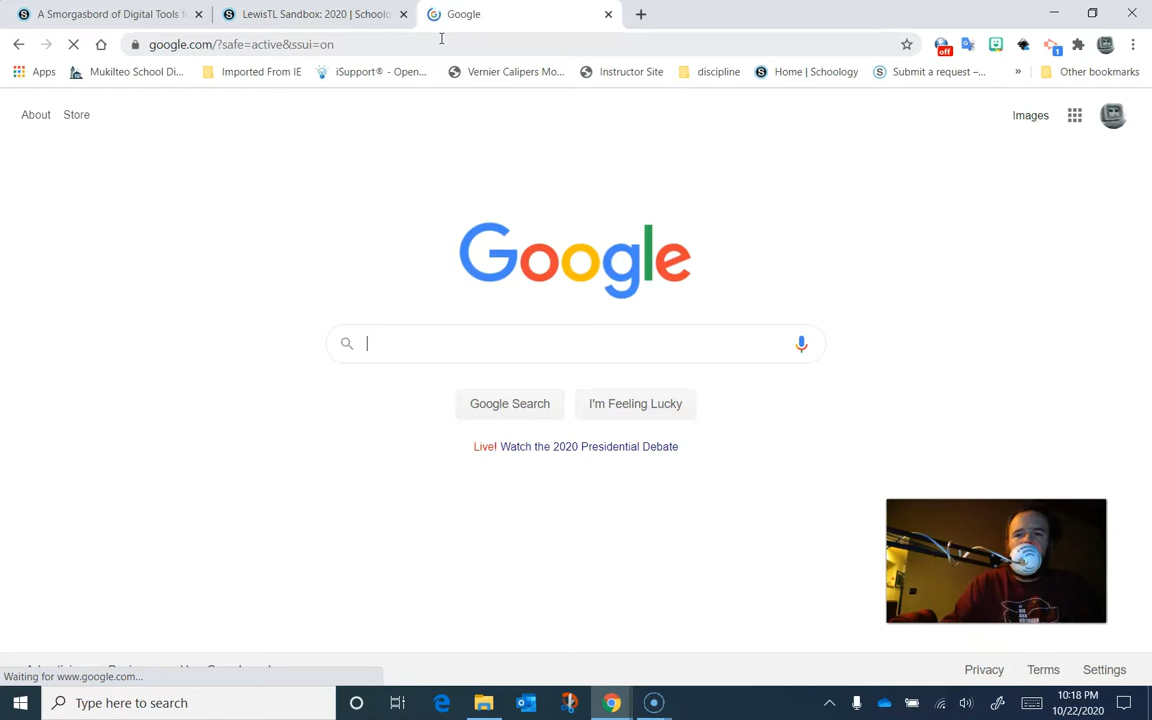 A Smorgasbord of Digital Tools f
LewisTL Sandbox: 2020 | Schoolo
Google
google.com/?safe=active&ssui=on
Apps
Mukilteo School Di...
Imported From IE
iSupport® - Open...
Vernier Calipers Mo...
Instructor Site
discipline
Home | Schoology
Submit a request –...
»
Other bookmarks
off
1
About
Store
Images
Google
Google Search
I'm Feeling Lucky
Live! Watch the 2020 Presidential Debate
Privacy
Terms
Settings
Waiting for www.google.com...
Type here to search
10:18 PM
10/22/2020